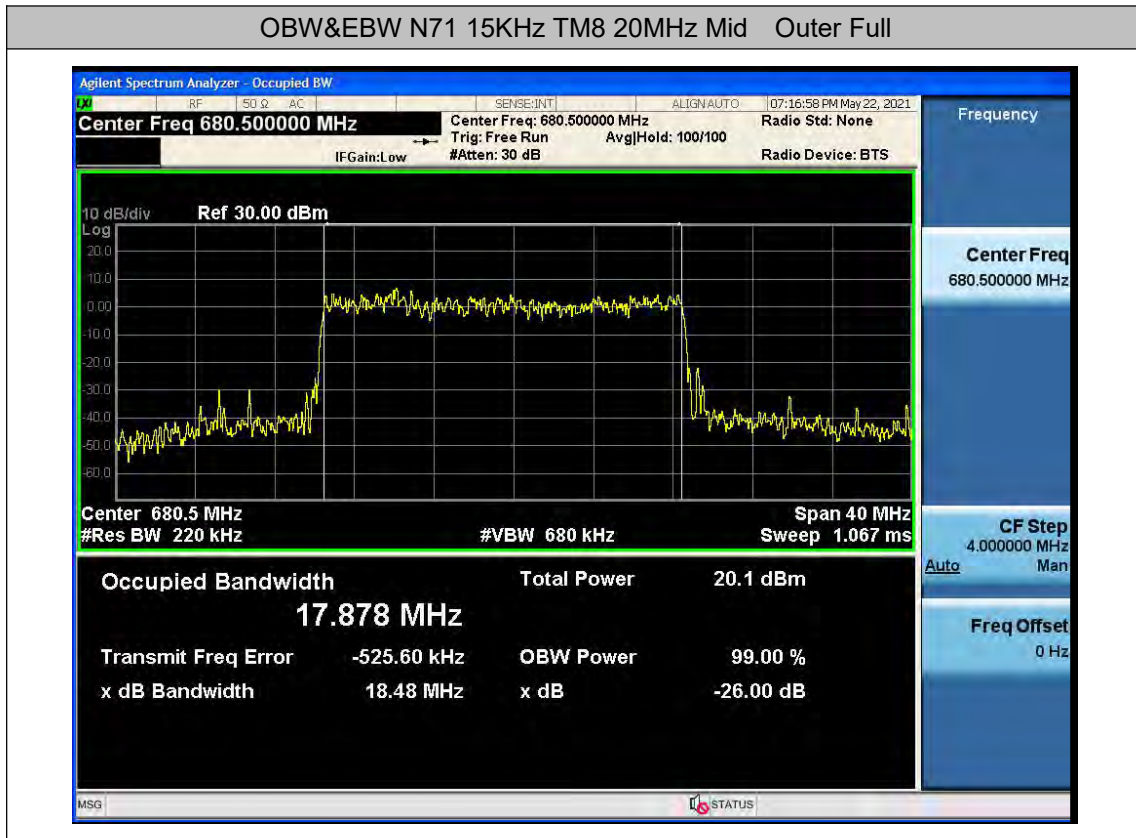 OBW&EBW N71 15KHz TM8 20MHz Mid Outer Full
Agilent Spectrum Analyzer - Occupied BW
LXI RF 50 Ω AC SENSE:INT ALIGNAUTO 07:16:58 PM May 22, 2021
Center Freq 680.500000 MHz Center Freq: 680.500000 MHz Radio Std: None
Trig: Free Run Avg|Hold: 100/100
IFGain:Low #Atten: 30 dB Radio Device: BTS
10 dB/div Ref 30.00 dBm
Log
20.0
10.0
0.00
-10.0
-20.0
-30.0
-40.0
-50.0
-60.0
Center 680.5 MHz Span 40 MHz
#Res BW 220 kHz #VBW 680 kHz Sweep 1.067 ms
Occupied Bandwidth Total Power 20.1 dBm
17.878 MHz
Transmit Freq Error -525.60 kHz OBW Power 99.00 %
x dB Bandwidth 18.48 MHz x dB -26.00 dB
MSG STATUS
Frequency
Center Freq
680.500000 MHz
CF Step
4.000000 MHz
Auto Man
Freq Offset
0 Hz